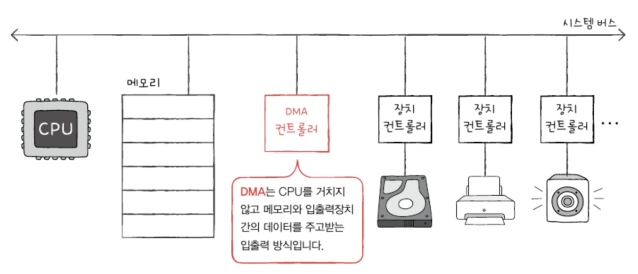 시스템 버스
메모리
CPU
DMA
컨트롤러
장치
컨트롤러
장치
컨트롤러
장치
컨트롤러
...
DMA는 CPU를 거치지
않고 메모리와 입출력장치
간의 데이터를 주고받는
입출력 방식입니다.